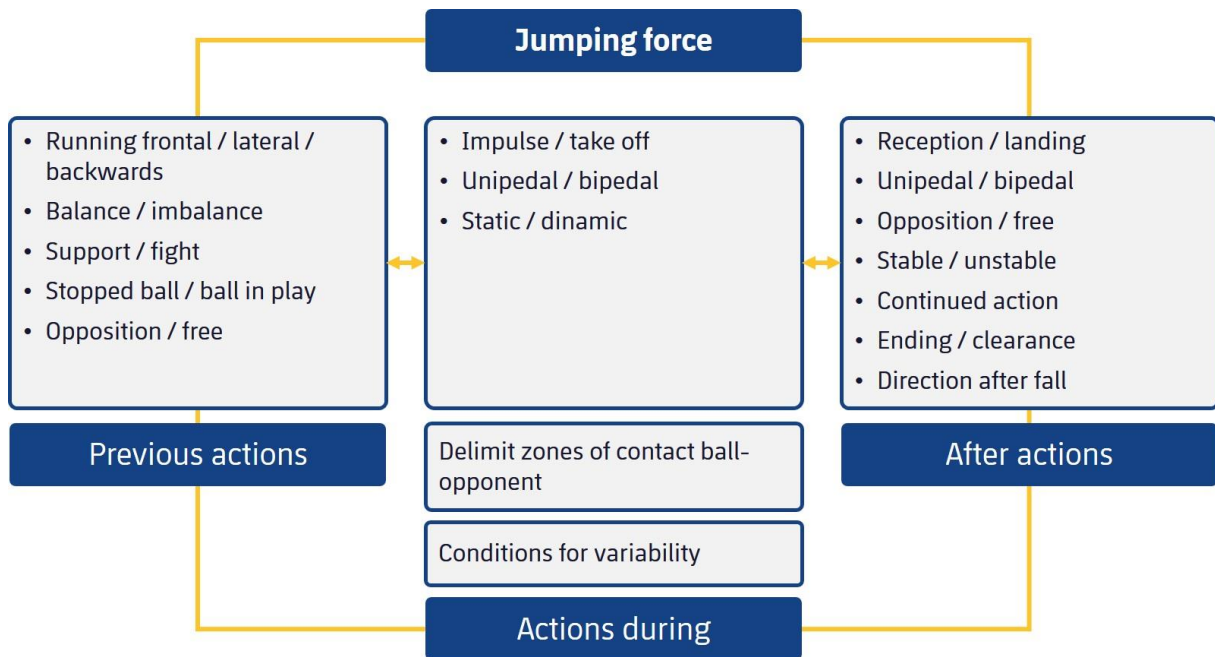 Jumping force
• Running frontal / lateral /
backwards
• Balance / imbalance
• Support / fight
• Stopped ball / ball in play
• Opposition / free
Previous actions
• Impulse / take off
• Unipedal / bipedal
• Static / dinamic
Delimit zones of contact ball-
opponent
Conditions for variability
Actions during
• Reception / landing
• Unipedal / bipedal
• Opposition / free
• Stable / unstable
• Continued action
• Ending / clearance
• Direction after fall
After actions